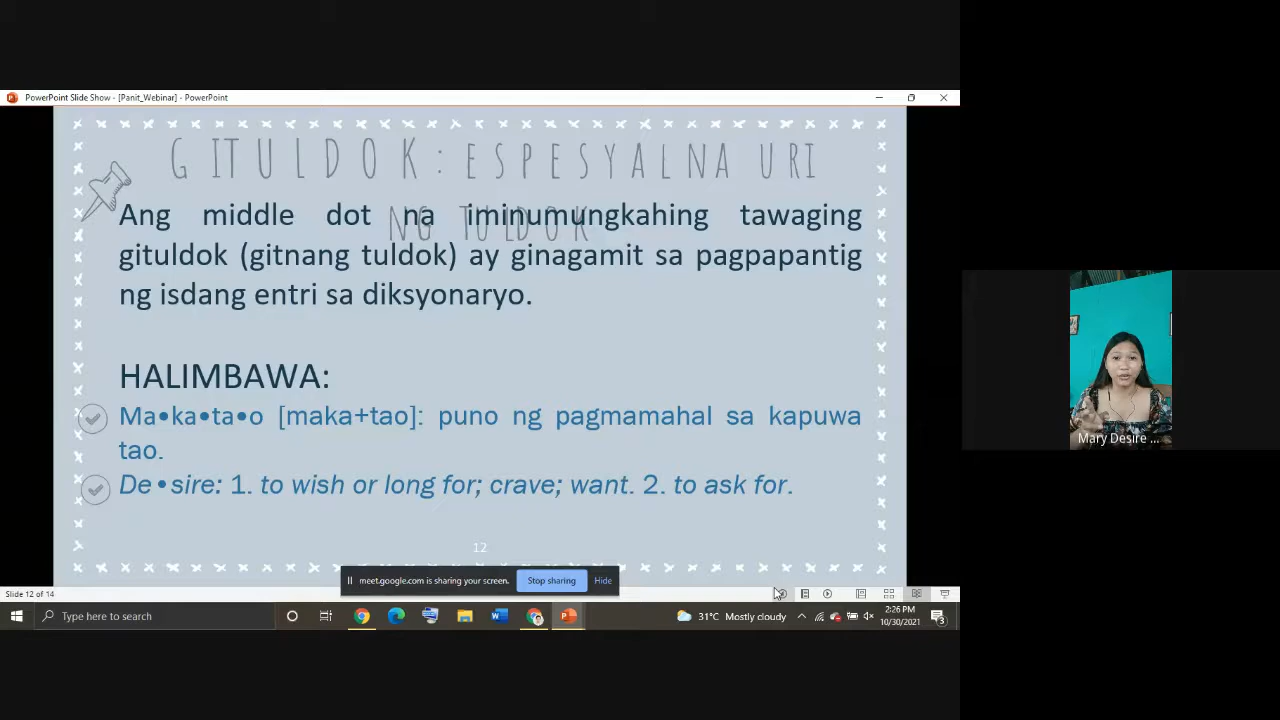 PowerPoint Slide Show - [Panit_Webinar] - PowerPoint
GITULDOK: ESPESYAL NA URI
NG TULDOK
Ang middle dot na iminumungkahing tawaging
gituldok (gitnang tuldok) ay ginagamit sa pagpapantig
ng isdang entri sa diksyonaryo.
HALIMBAWA:
Ma•ka•ta•o [maka+tao]: puno ng pagmamahal sa kapuwa
tao.
De•sire: 1. to wish or long for; crave; want. 2. to ask for.
12
meet.google.com is sharing your screen. Stop sharing Hide
Slide 12 of 14
Type here to search
31°C Mostly cloudy
2:26 PM
10/30/2021
3
Mary Desire ...